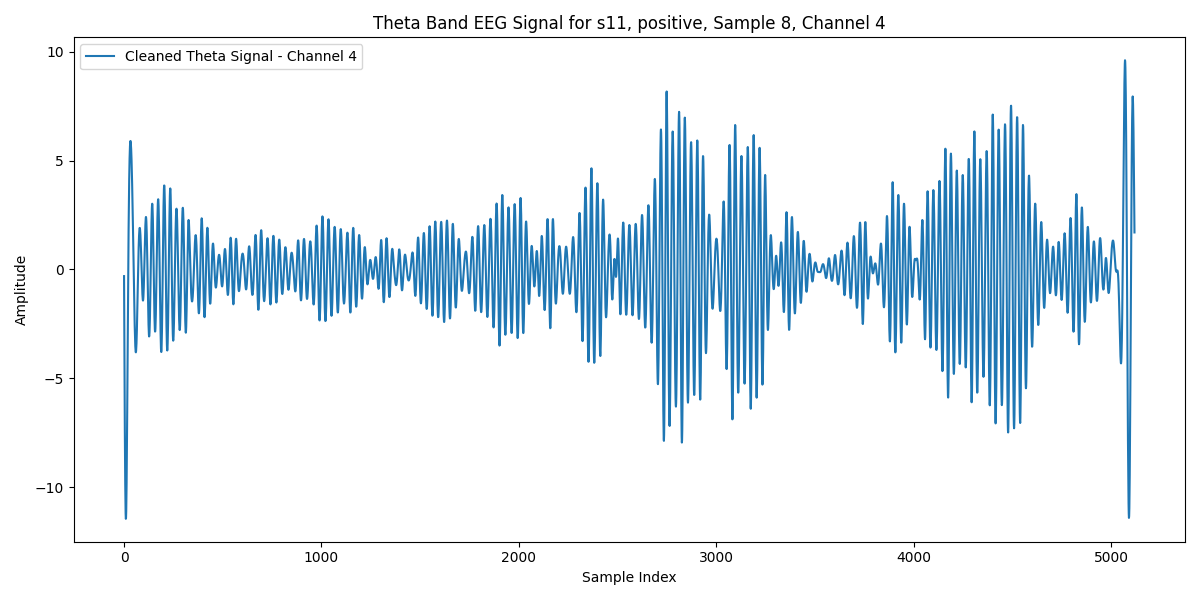 Theta Band EEG Signal for s11, positive, Sample 8, Channel 4
Cleaned Theta Signal - Channel 4
10
5
0
−5
−10
Amplitude
0 1000 2000 3000 4000 5000
Sample Index